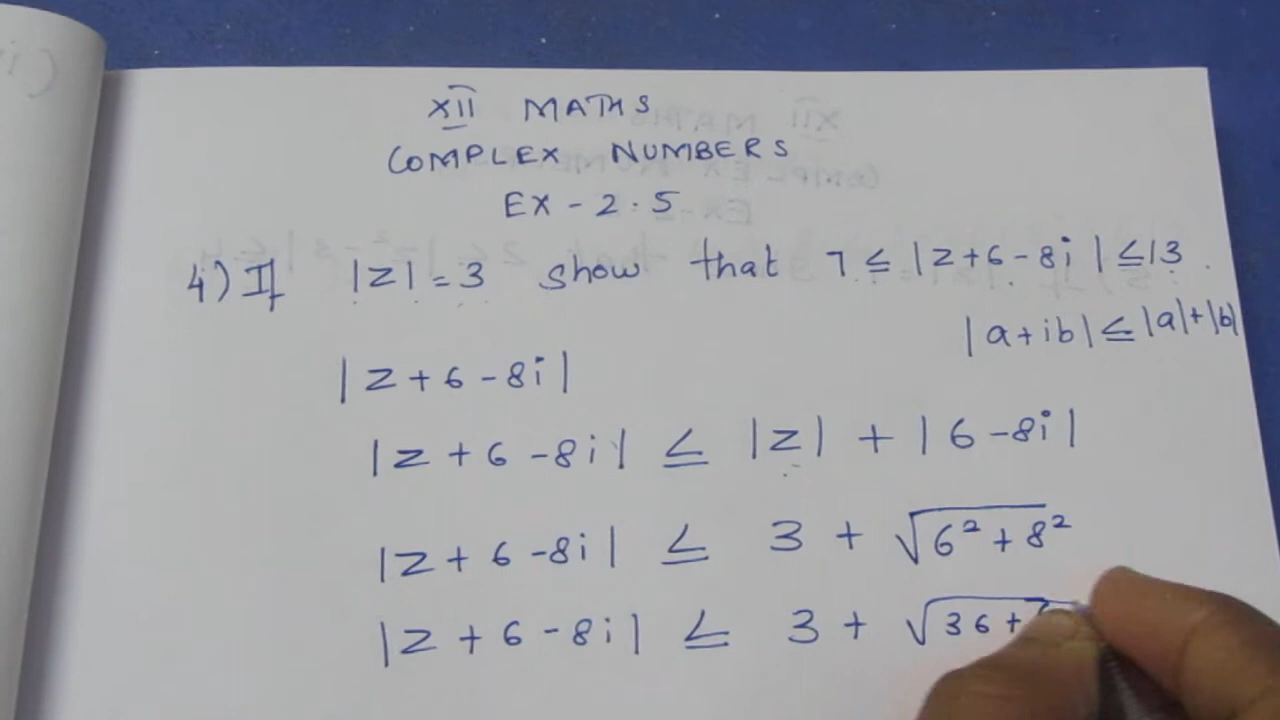 XII MATHS
COMPLEX NUMBERS
EX - 2.5
4) If |z| = 3 show that 7 ≤ |z+6-8i| ≤ 13
|a+ib| ≤ |a|+|b|
|z+6-8i|
|z+6-8i| ≤ |z| + |6-8i|
|z+6-8i| ≤ 3 + √6²+8²
|z+6-8i| ≤ 3 + √36+